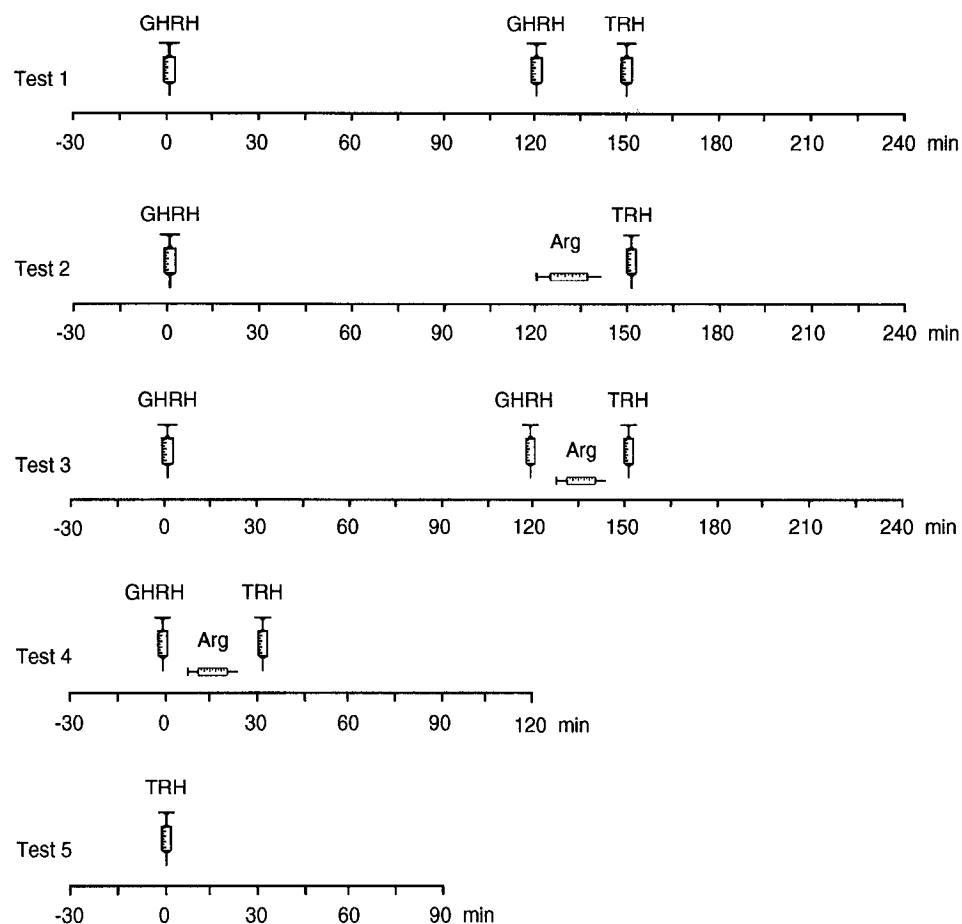 GHRH GHRH TRH
Test 1
-30 0 30 60 90 120 150 180 210 240 min
GHRH TRH
Arg
Test 2
-30 0 30 60 90 120 150 180 210 240 min
GHRH GHRH TRH
Arg
Test 3
-30 0 30 60 90 120 150 180 210 240 min
GHRH TRH
Arg
Test 4
-30 0 30 60 90 120 min
TRH
Test 5
-30 0 30 60 90 min